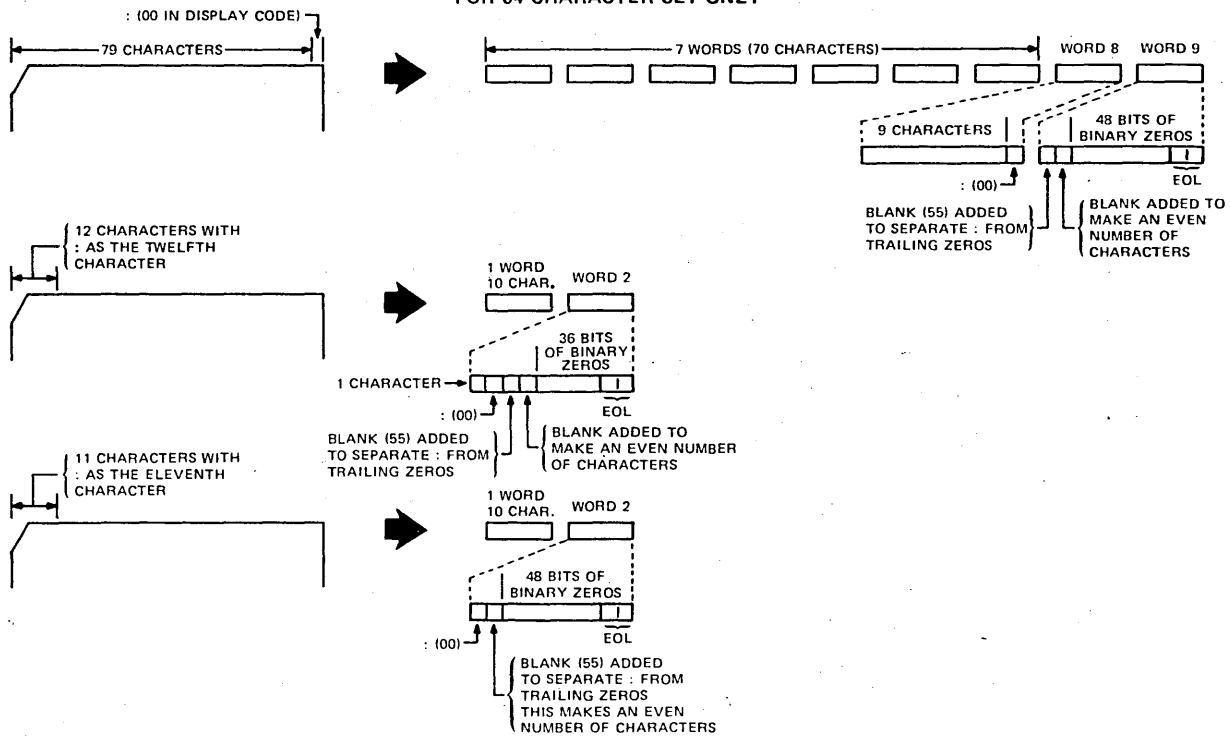 FOR 64 CHARACTER SET ONLY
: (00 IN DISPLAY CODE)
79 CHARACTERS
7 WORDS (70 CHARACTERS)
WORD 8
WORD 9
9 CHARACTERS
48 BITS OF
BINARY ZEROS
: (00)
EOL
BLANK (55) ADDED
TO SEPARATE : FROM
TRAILING ZEROS
BLANK ADDED TO
MAKE AN EVEN
NUMBER OF
CHARACTERS
12 CHARACTERS WITH
: AS THE TWELFTH
CHARACTER
1 WORD
10 CHAR.
WORD 2
36 BITS
OF BINARY
ZEROS
1 CHARACTER
: (00)
EOL
BLANK (55) ADDED
TO SEPARATE : FROM
TRAILING ZEROS
BLANK ADDED TO
MAKE AN EVEN NUMBER
OF CHARACTERS
11 CHARACTERS WITH
: AS THE ELEVENTH
CHARACTER
1 WORD
10 CHAR.
WORD 2
48 BITS OF
BINARY ZEROS
: (00)
EOL
BLANK (55) ADDED
TO SEPARATE : FROM
TRAILING ZEROS
THIS MAKES AN EVEN
NUMBER OF CHARACTERS